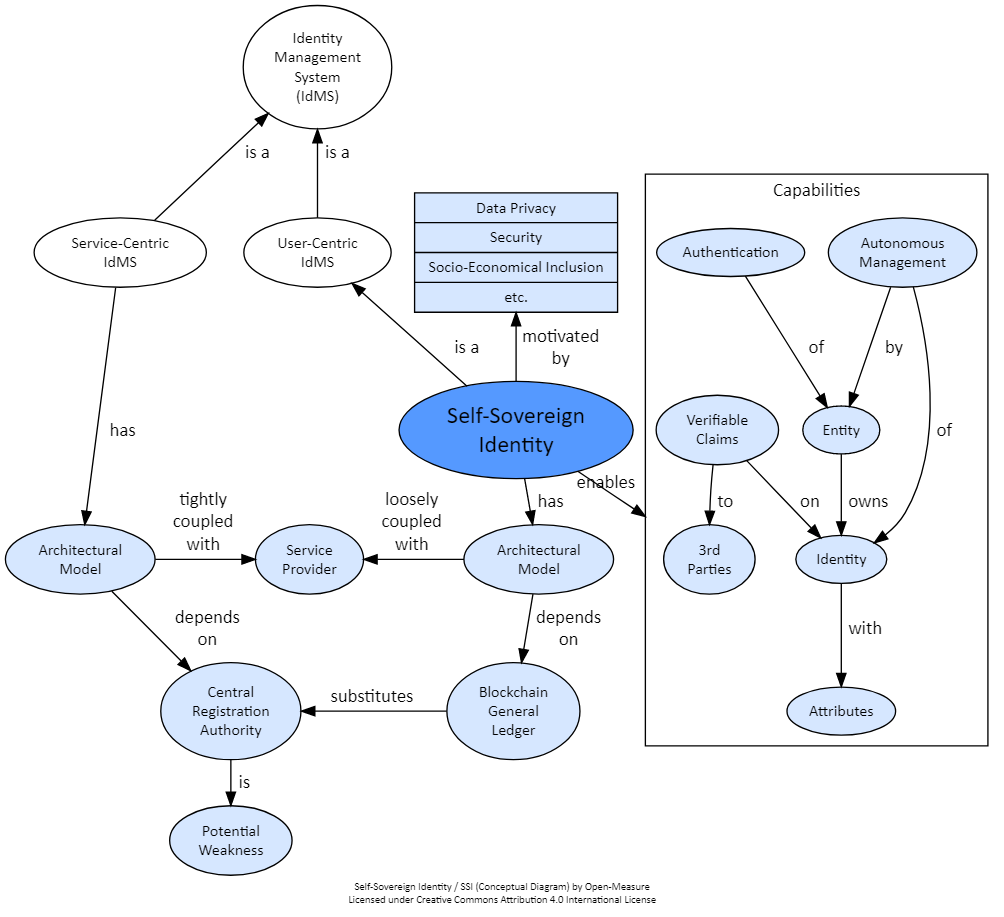 Identity
Management
System
(IdMS)
is a
is a
Service-Centric
IdMS
User-Centric
IdMS
Data Privacy
Security
Socio-Economical Inclusion
etc.
is a
motivated
by
Self-Sovereign
Identity
has
tightly
coupled
with
loosely
coupled
with
has
enables
Architectural
Model
Service
Provider
Architectural
Model
depends
on
depends
on
Central
Registration
Authority
substitutes
Blockchain
General
Ledger
is
Potential
Weakness
Capabilities
Authentication
Autonomous
Management
of
by
Verifiable
Claims
Entity
of
to
on
owns
3rd
Parties
Identity
with
Attributes
Self-Sovereign Identity / SSI (Conceptual Diagram) by Open-Measure
Licensed under Creative Commons Attribution 4.0 International License